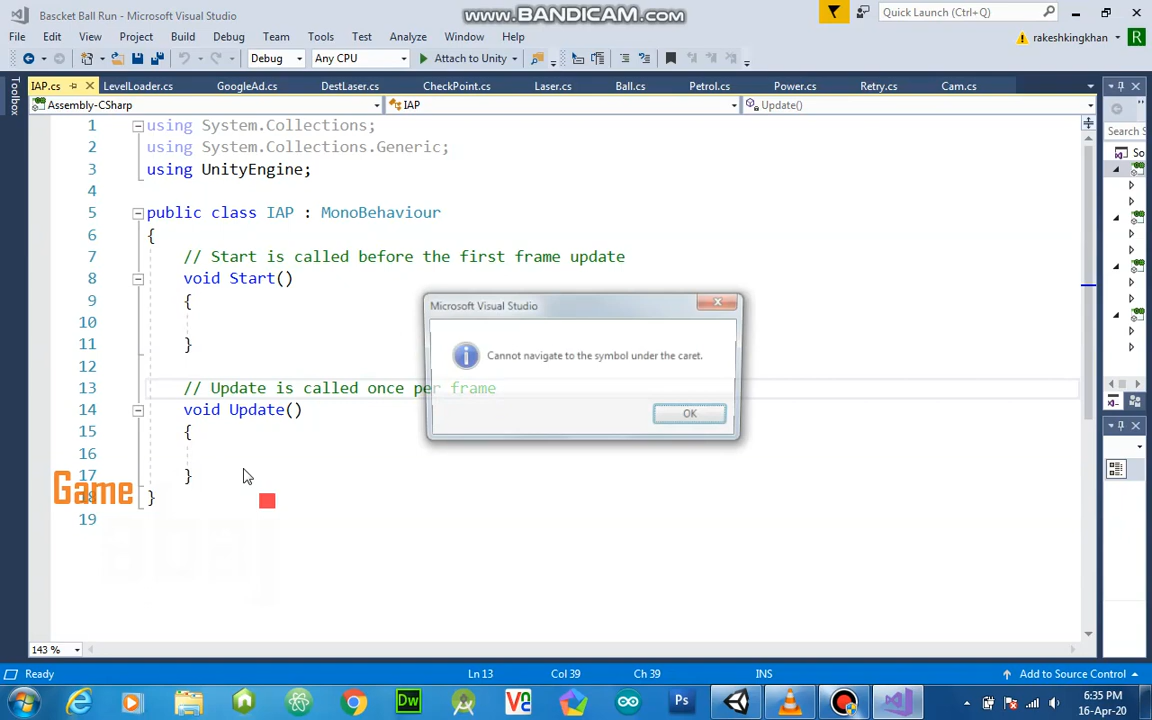 Bascket Ball Run - Microsoft Visual Studio
www.BANDICAM.com
Quick Launch (Ctrl+Q)
File Edit View Project Build Debug Team Tools Test Analyze Window Help
rakeshkingkhan R
Debug Any CPU Attach to Unity
Toolbox
IAP.cs LevelLoader.cs GoogleAd.cs DestLaser.cs CheckPoint.cs Laser.cs Ball.cs Petrol.cs Power.cs Retry.cs Cam.cs
Assembly-CSharp IAP Update()
Search S
So
1 using System.Collections;
2 using System.Collections.Generic;
3 using UnityEngine;
4
5 public class IAP : MonoBehaviour
6 {
7 // Start is called before the first frame update
8 void Start()
9 {
10
11 }
12
13 // Update is called once per frame
14 void Update()
15 {
16
17 }
18 }
19
Microsoft Visual Studio
Cannot navigate to the symbol under the caret.
OK
Game
143 %
Ready Ln 13 Col 39 Ch 39 INS Add to Source Control
Dw Ps
6:35 PM
16-Apr-20